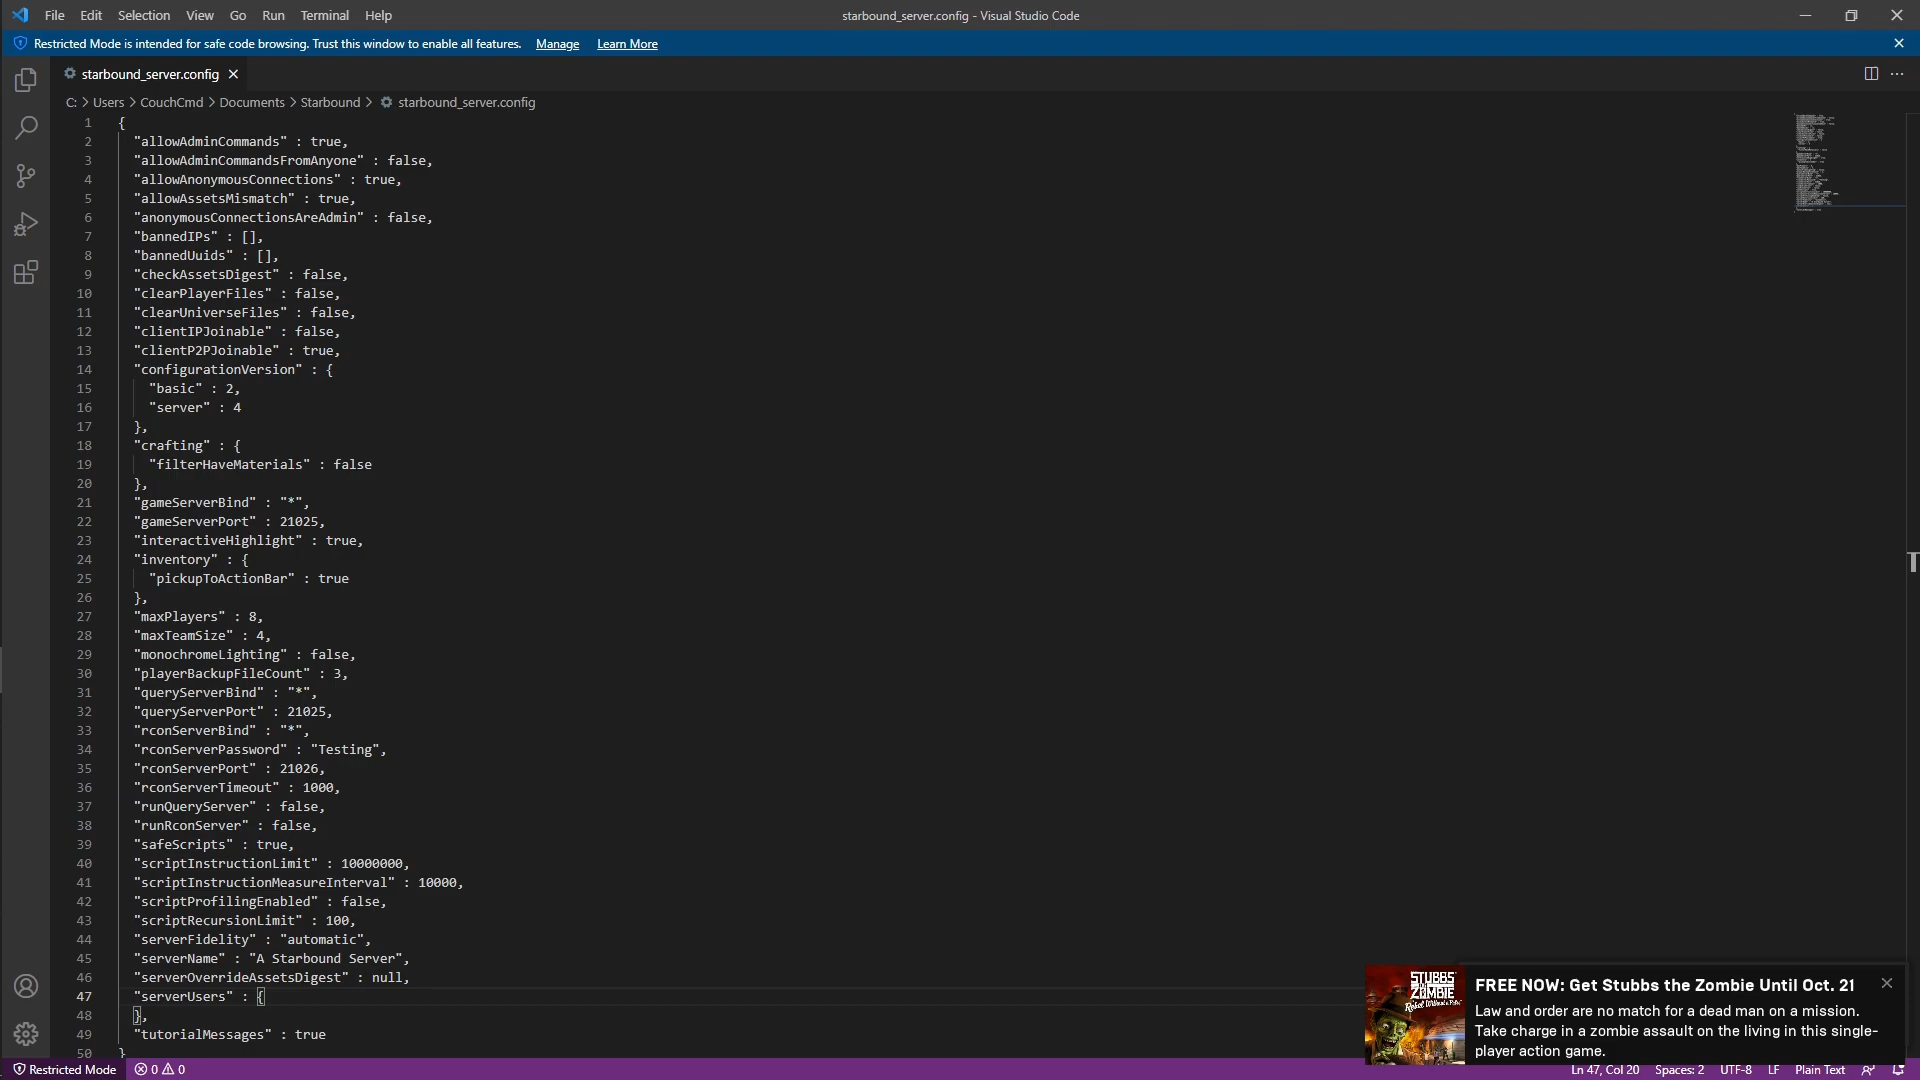 File Edit Selection View Go Run Terminal Help
starbound_server.config - Visual Studio Code
Restricted Mode is intended for safe code browsing. Trust this window to enable all features. Manage Learn More
starbound_server.config
C: > Users > CouchCmd > Documents > Starbound > starbound_server.config
1 {
2 "allowAdminCommands" : true,
3 "allowAdminCommandsFromAnyone" : false,
4 "allowAnonymousConnections" : true,
5 "allowAssetsMismatch" : true,
6 "anonymousConnectionsAreAdmin" : false,
7 "bannedIPs" : [],
8 "bannedUuids" : [],
9 "checkAssetsDigest" : false,
10 "clearPlayerFiles" : false,
11 "clearUniverseFiles" : false,
12 "clientIPJoinable" : false,
13 "clientP2PJoinable" : true,
14 "configurationVersion" : {
15 "basic" : 2,
16 "server" : 4
17 },
18 "crafting" : {
19 "filterHaveMaterials" : false
20 },
21 "gameServerBind" : "*",
22 "gameServerPort" : 21025,
23 "interactiveHighlight" : true,
24 "inventory" : {
25 "pickupToActionBar" : true
26 },
27 "maxPlayers" : 8,
28 "maxTeamSize" : 4,
29 "monochromeLighting" : false,
30 "playerBackupFileCount" : 3,
31 "queryServerBind" : "*",
32 "queryServerPort" : 21025,
33 "rconServerBind" : "*",
34 "rconServerPassword" : "Testing",
35 "rconServerPort" : 21026,
36 "rconServerTimeout" : 1000,
37 "runQueryServer" : false,
38 "runRconServer" : false,
39 "safeScripts" : true,
40 "scriptInstructionLimit" : 10000000,
41 "scriptInstructionMeasureInterval" : 10000,
42 "scriptProfilingEnabled" : false,
43 "scriptRecursionLimit" : 100,
44 "serverFidelity" : "automatic",
45 "serverName" : "A Starbound Server",
46 "serverOverrideAssetsDigest" : null,
47 "serverUsers" : {
48 },
49 "tutorialMessages" : true
50 }
STUBBS
THE ZOMBIE
FREE NOW: Get Stubbs the Zombie Until Oct. 21
Law and order are no match for a dead man on a mission.
Take charge in a zombie assault on the living in this single-
player action game.
Restricted Mode 0 0
Ln 47, Col 20 Spaces: 2 UTF-8 LF Plain Text